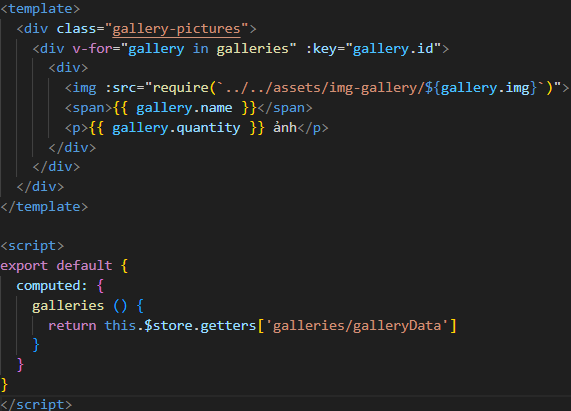 <template>
<div class="gallery-pictures">
<div v-for="gallery in galleries" :key="gallery.id">
<div>
<img :src="require(`../../assets/img-gallery/${gallery.img}`)">
<span>{{ gallery.name }}</span>
<p>{{ gallery.quantity }} ảnh</p>
</div>
</div>
</div>
</template>

<script>
export default {
computed: {
galleries () {
return this.$store.getters['galleries/galleryData']
}
}
}
</script>